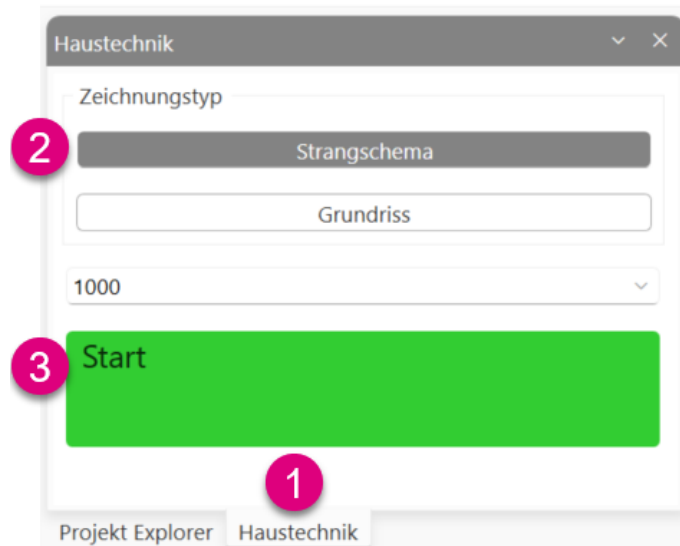 Haustechnik
Zeichnungstyp
2
Strangschema
Grundriss
1000
3
Start
1
Projekt Explorer Haustechnik